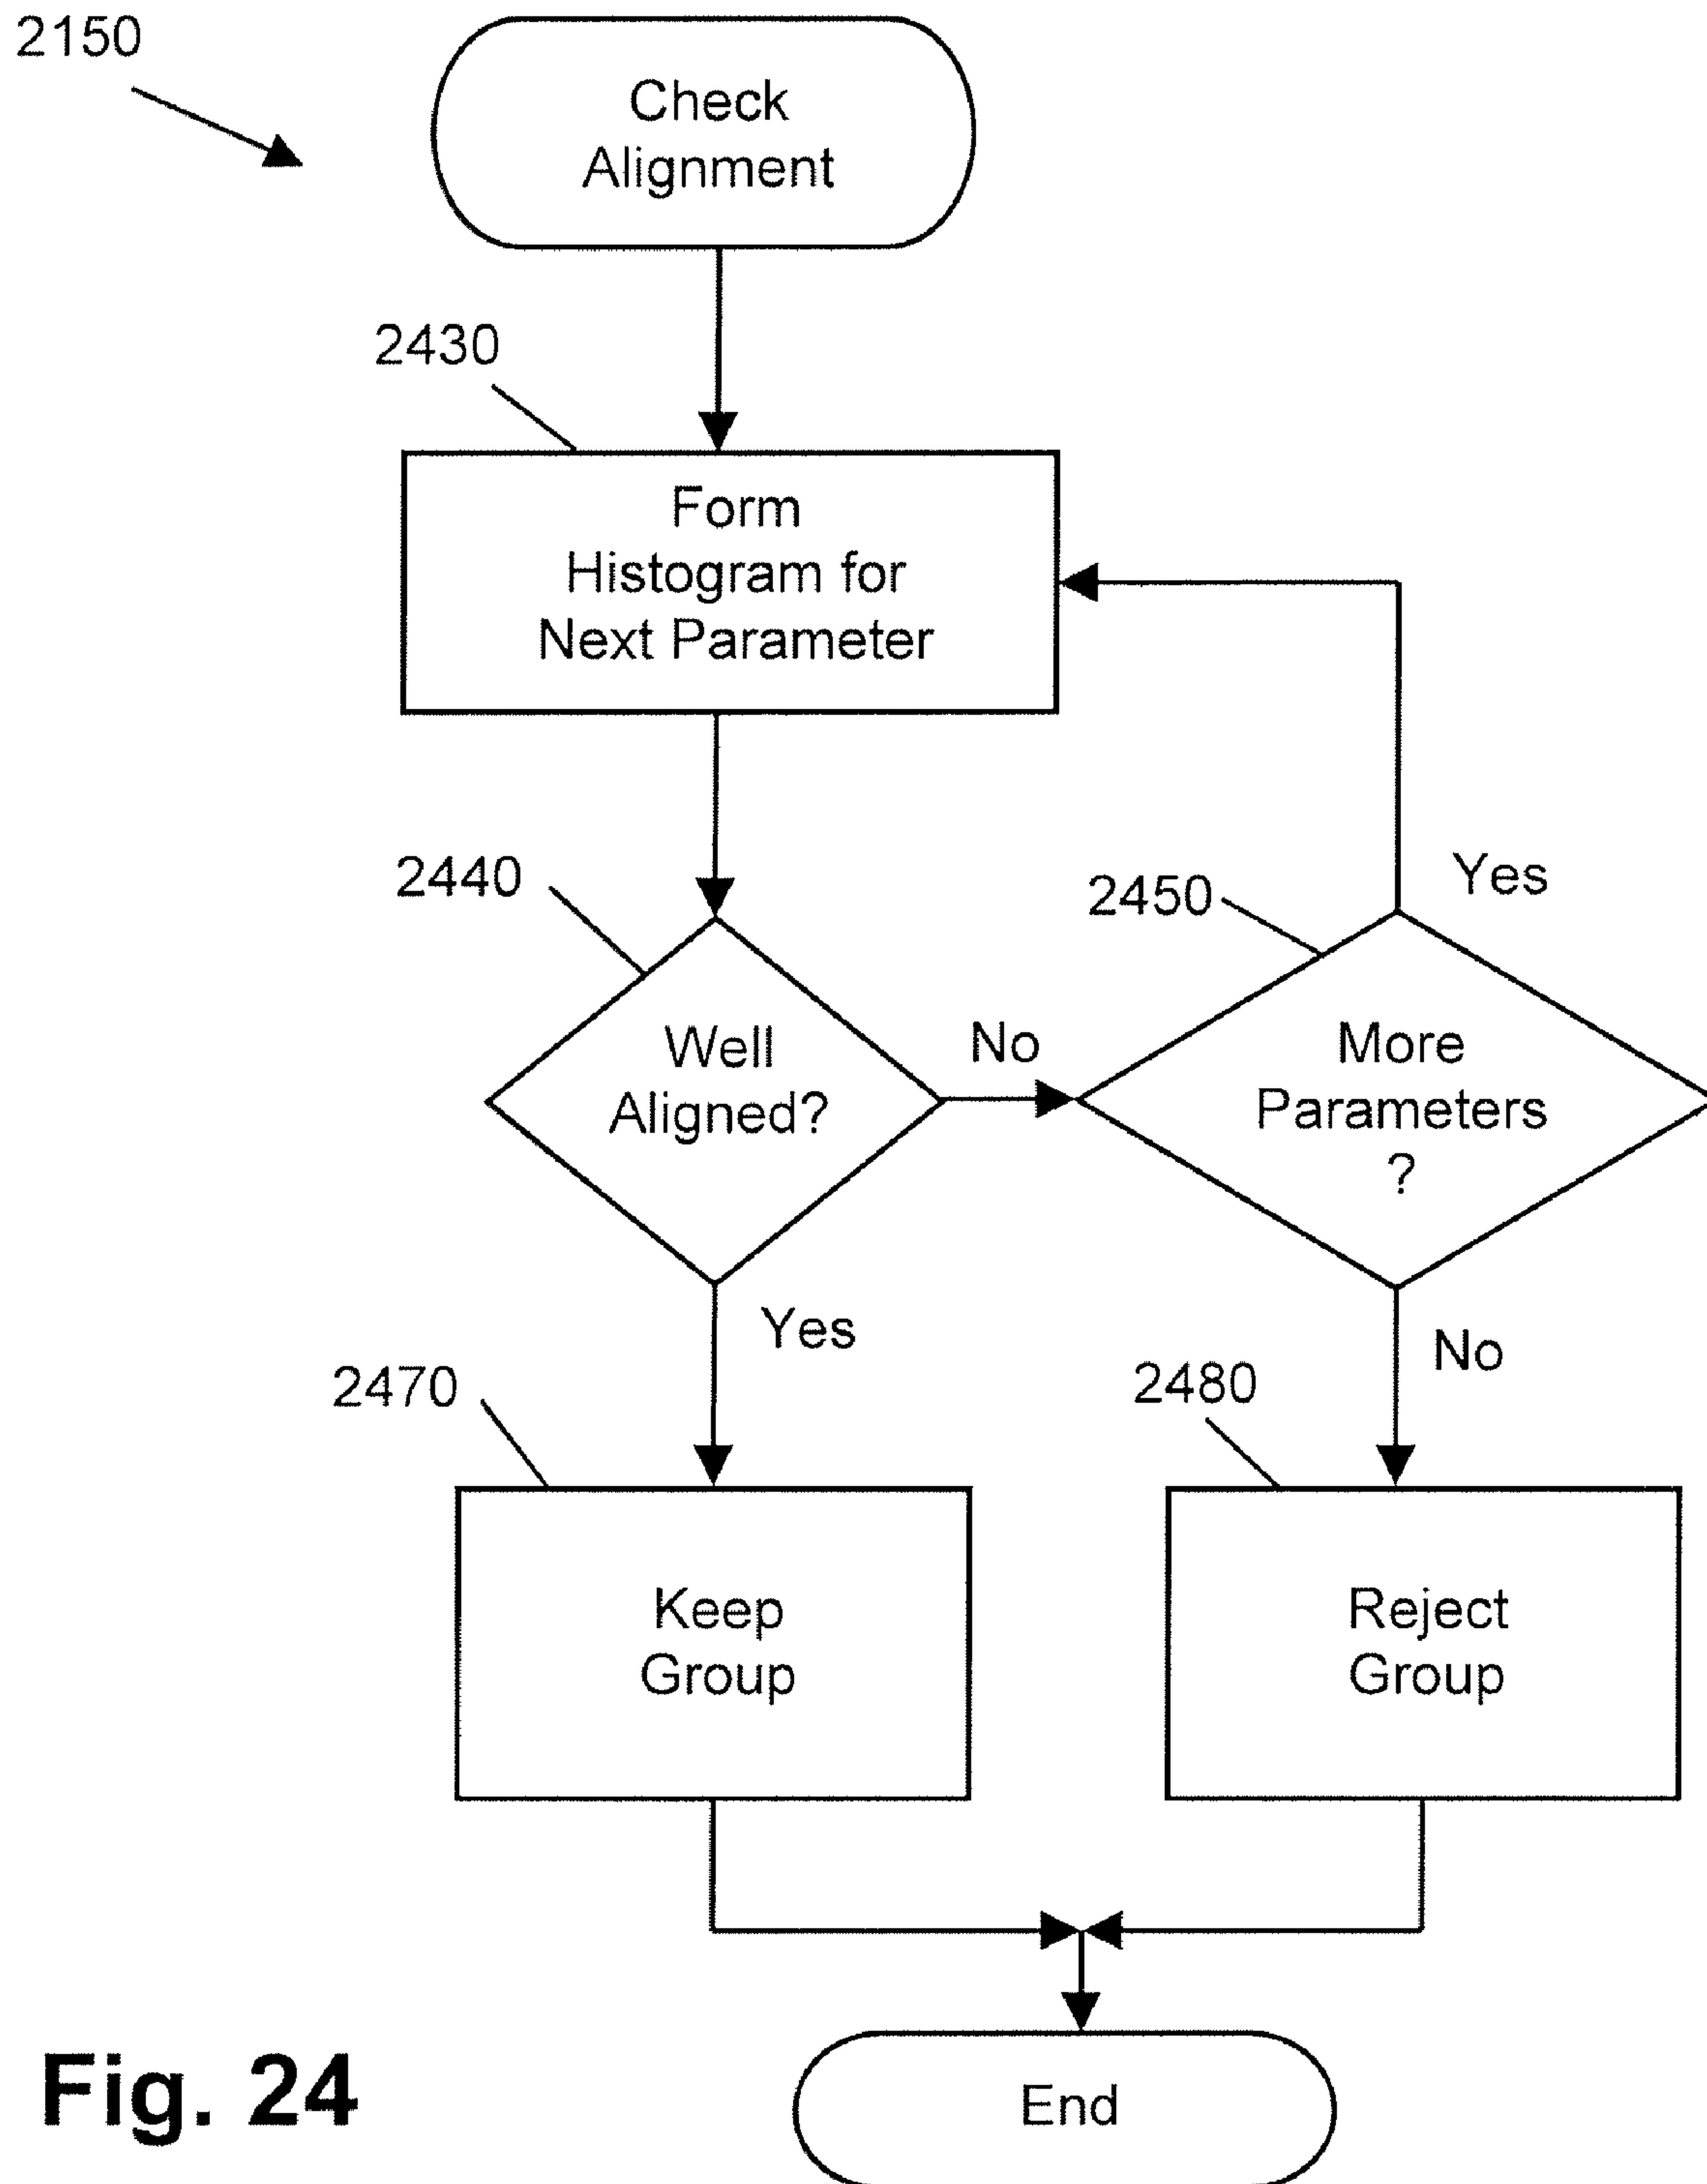 2150
Check
Alignment
2430
Form
Histogram for
Next Parameter
2440
Well
Aligned?
No
2450
Yes
More
Parameters
?
Yes
No
2470
Keep
Group
2480
Reject
Group
End
Fig. 24